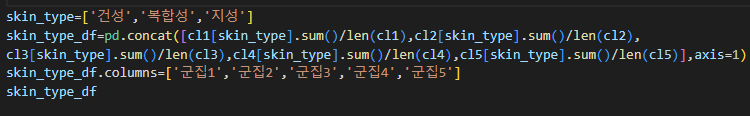 skin_type=['건성','복합성','지성']
skin_type_df=pd.concat([cl1[skin_type].sum()/len(cl1),cl2[skin_type].sum()/len(cl2),
cl3[skin_type].sum()/len(cl3),cl4[skin_type].sum()/len(cl4),cl5[skin_type].sum()/len(cl5)],axis=1)
skin_type_df.columns=['군집1','군집2','군집3','군집4','군집5']
skin_type_df